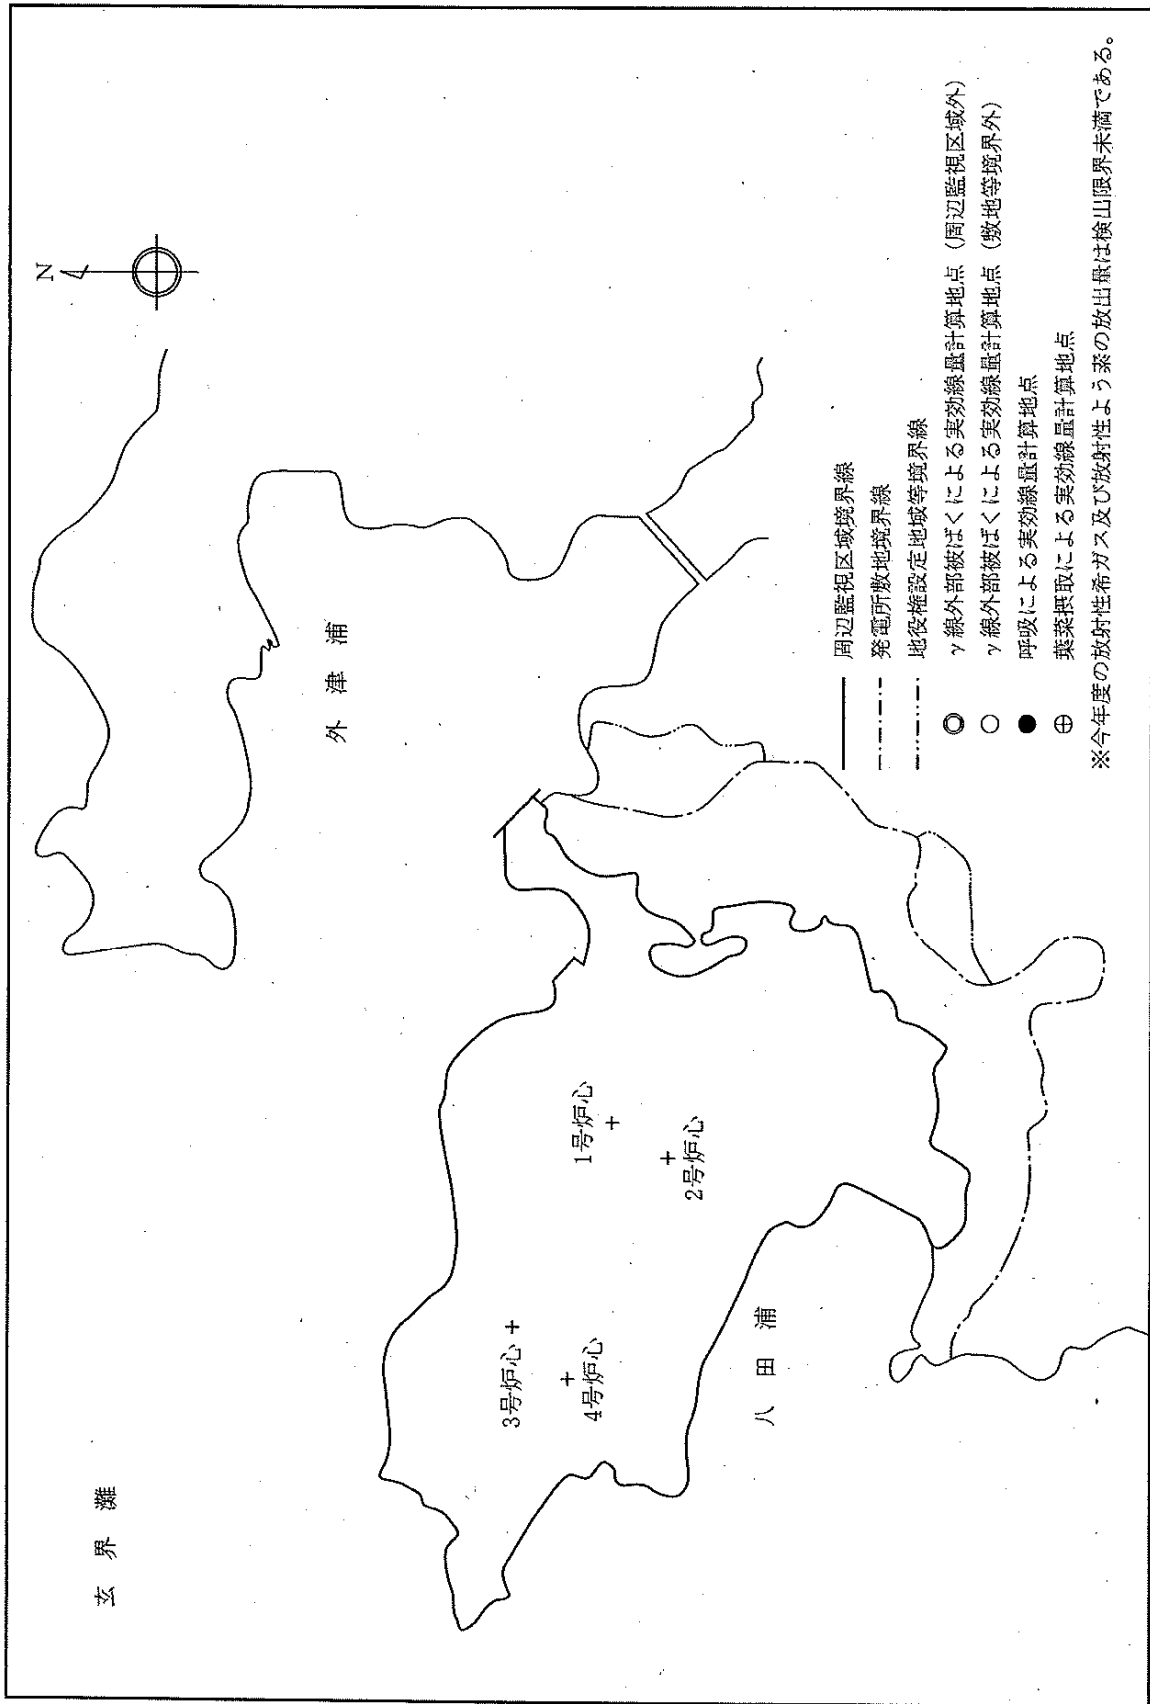 N
玄界灘
外津浦
3号炉心
4号炉心
1号炉心
2号炉心
八田浦
周辺監視区域境界線
発電所敷地境界線
地役権設定地域等境界線
γ線外部被ばくによる実効線量計算地点（周辺監視区域外）
γ線外部被ばくによる実効線量計算地点（敷地等境界外）
呼吸による実効線量計算地点
葉菜摂取による実効線量計算地点
※今年度の放射性希ガス及び放射性よう素の放出量は検出限界未満である。